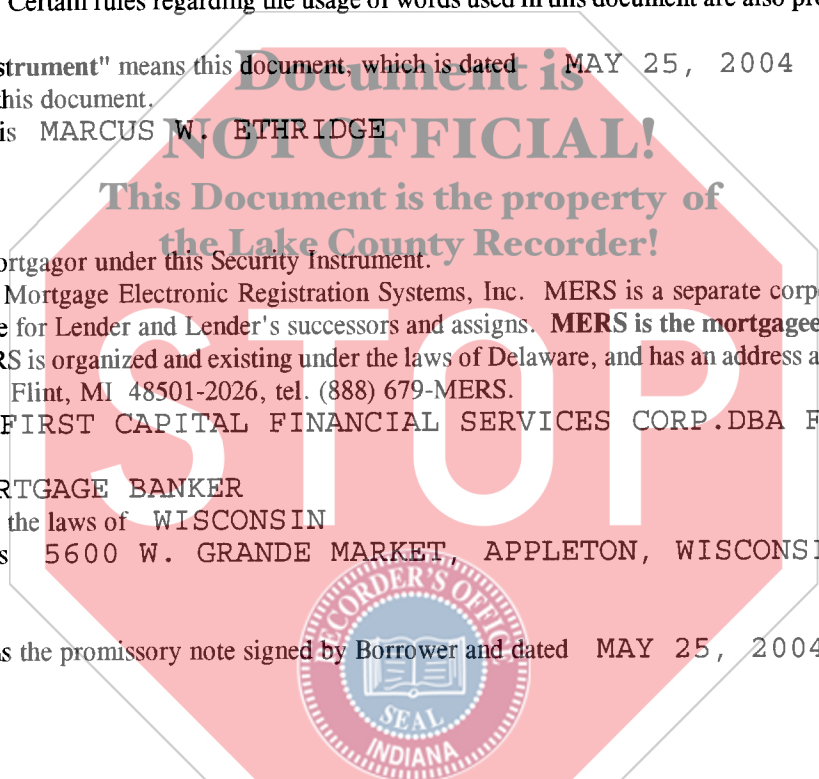 Certain rules regarding the usage of words used in this document are also
strument" means this document, which is dated MAY 25, 2004
Document is
this document.
is MARCUS W. ETHRIDGE
NOT OFFICIAL!
This Document is the property of
the Lake County Recorder!
ortgagor under this Security Instrument.
Mortgage Electronic Registration Systems, Inc. MERS is a separate corp
e for Lender and Lender's successors and assigns. MERS is the mortgagee
RS is organized and existing under the laws of Delaware, and has an address a
Flint, MI 48501-2026, tel. (888) 679-MERS.
STOP
FIRST CAPITAL FINANCIAL SERVICES CORP.DBA F
RTGAGE BANKER
the laws of WISCONSIN
s 5600 W. GRANDE MARKET, APPLETON, WISCONSI
RECORDER'S OFFICE
s the promissory note signed by Borrower and dated MAY 25, 2004
SEAL
INDIANA